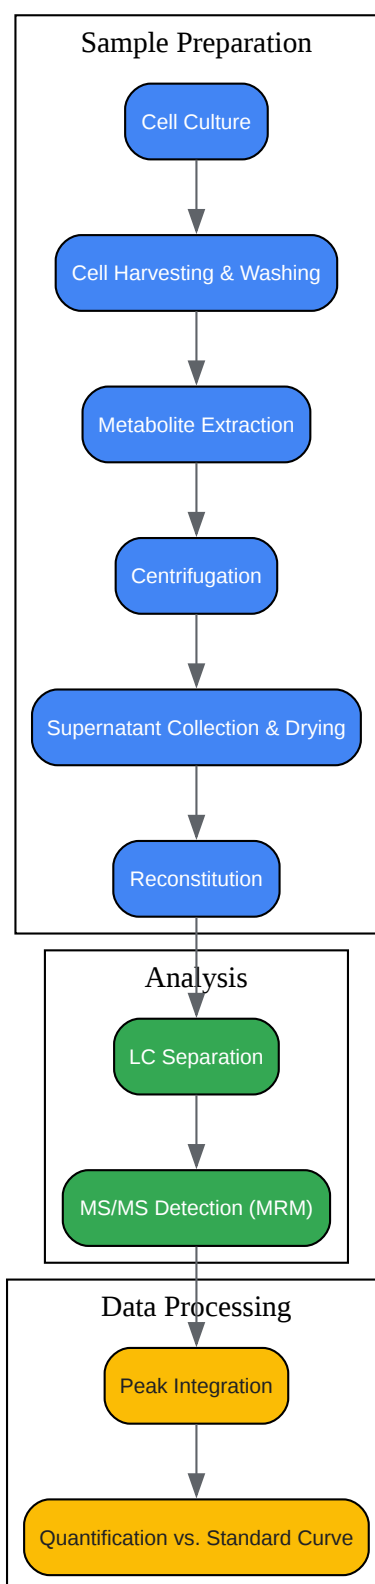 Sample Preparation
Cell Culture
Cell Harvesting & Washing
Metabolite Extraction
Centrifugation
Supernatant Collection & Drying
Reconstitution
Analysis
LC Separation
MS/MS Detection (MRM)
Data Processing
Peak Integration
Quantification vs. Standard Curve